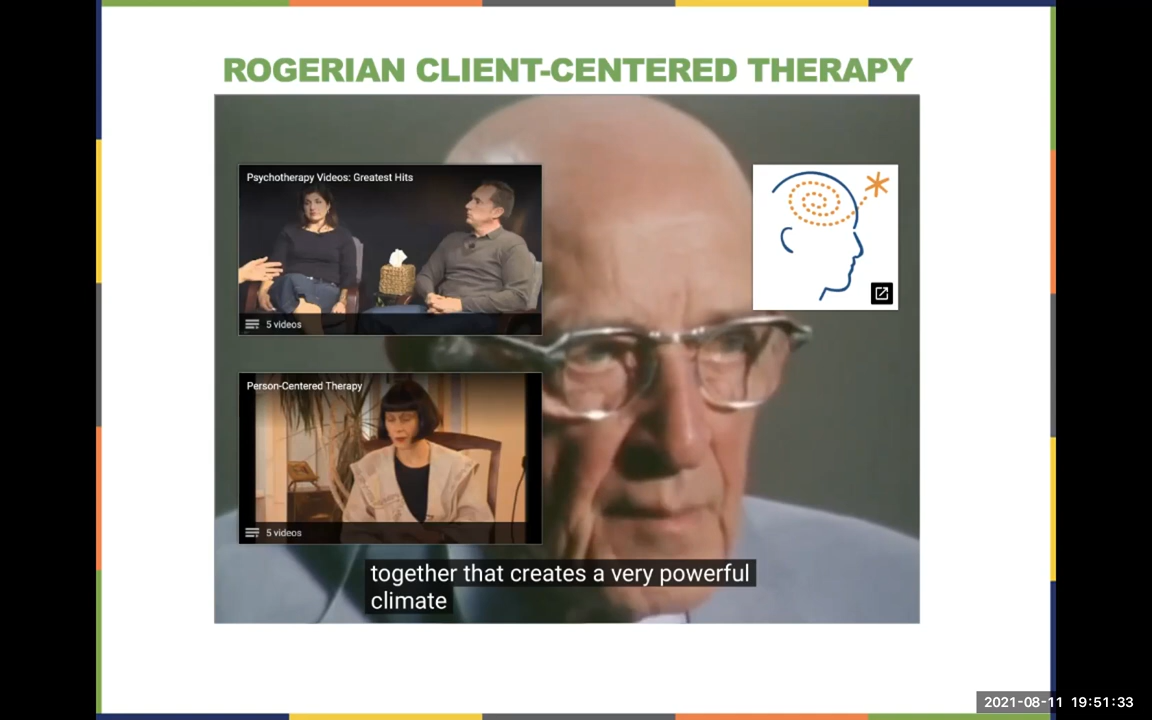 ROGERIAN CLIENT-CENTERED THERAPY
Psychotherapy Videos: Greatest Hits
5 videos
Person-Centered Therapy
5 videos
together that creates a very powerful
climate
2021-08-11 19:51:33